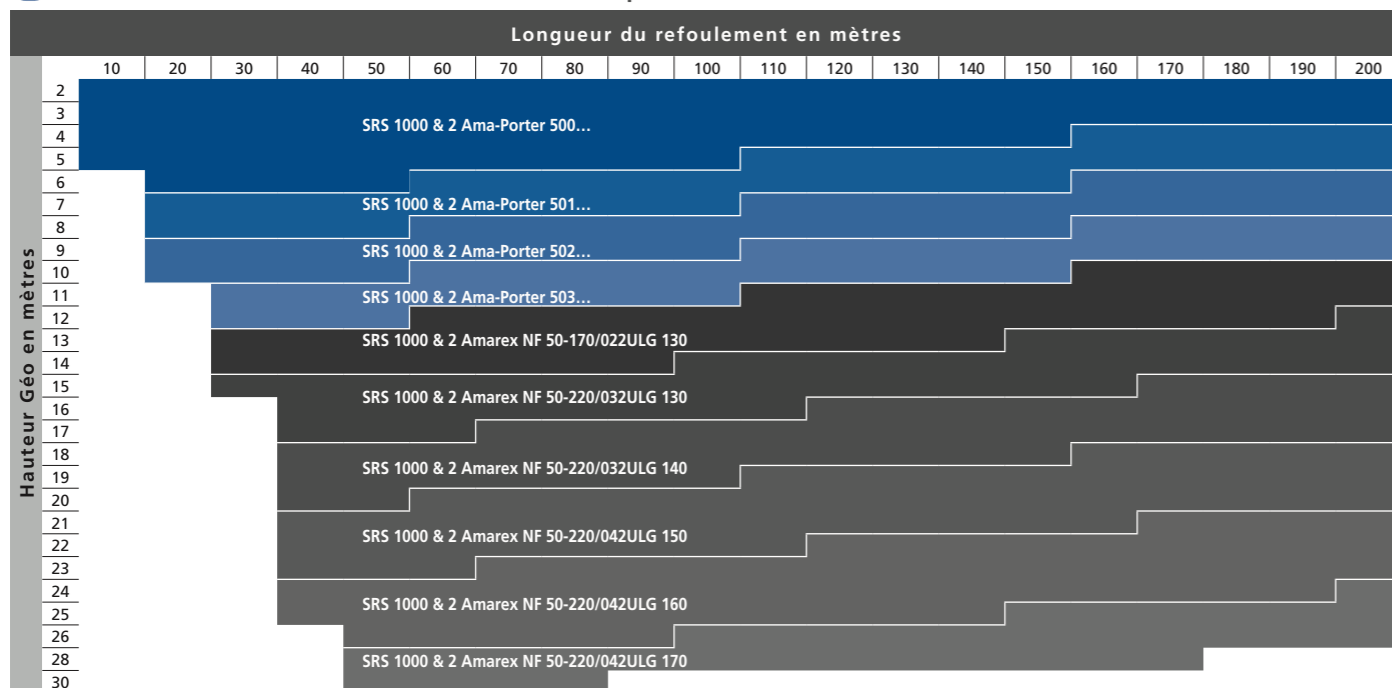 Longueur du refoulement en mètres
10 20 30 40 50 60 70 80 90 100 110 120 130 140 150 160 170 180 190 200
Hauteur Géo en mètres
2
3
4
5
6
7
8
9
10
11
12
13
14
15
16
17
18
19
20
21
22
23
24
25
26
28
30
SRS 1000 & 2 Ama-Porter 500...
SRS 1000 & 2 Ama-Porter 501...
SRS 1000 & 2 Ama-Porter 502...
SRS 1000 & 2 Ama-Porter 503...
SRS 1000 & 2 Amarex NF 50-170/022ULG 130
SRS 1000 & 2 Amarex NF 50-220/032ULG 130
SRS 1000 & 2 Amarex NF 50-220/032ULG 140
SRS 1000 & 2 Amarex NF 50-220/042ULG 150
SRS 1000 & 2 Amarex NF 50-220/042ULG 160
SRS 1000 & 2 Amarex NF 50-220/042ULG 170